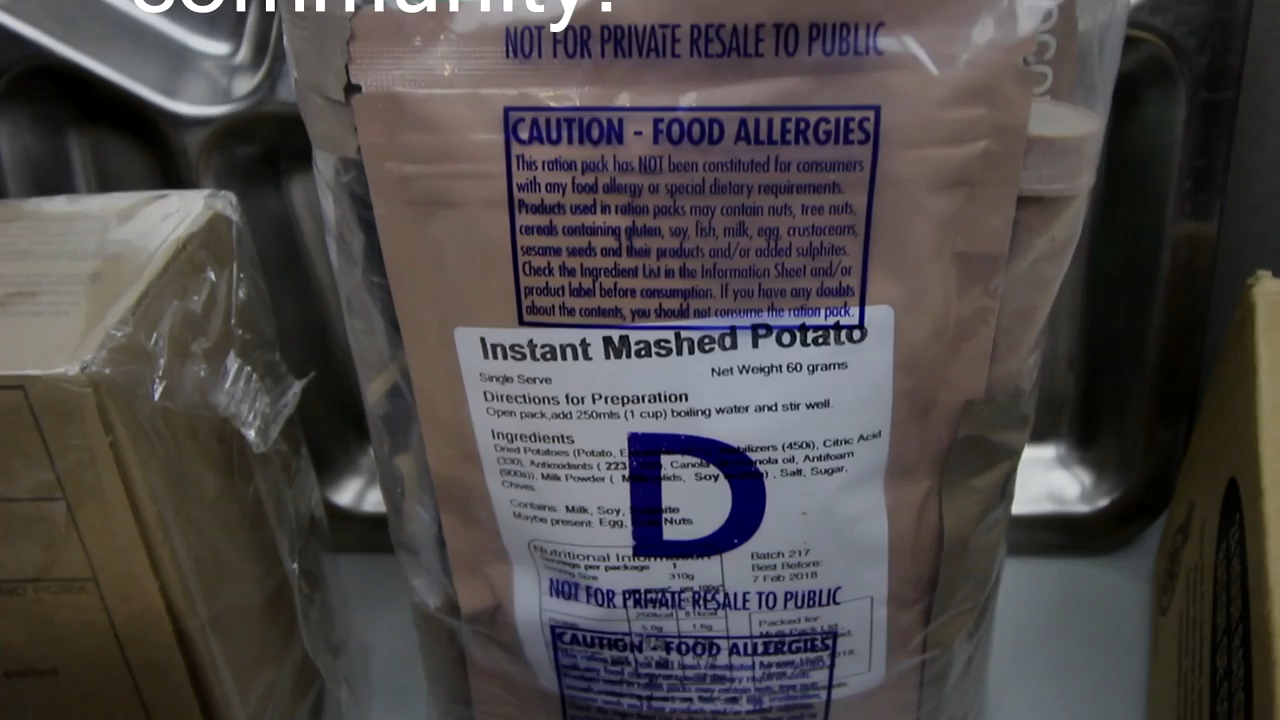 community!
NOT FOR PRIVATE RESALE TO PUBLIC
CAUTION - FOOD ALLERGIES
This ration pack has NOT been constituted for consumers
with any food allergy or special dietary requirements.
Products used in ration packs may contain nuts, tree nuts,
cereals containing gluten, soy, fish, milk, egg, crustaceans,
sesame seeds and their products and/or added sulphites.
Check the Ingredient List in the Information Sheet and/or
product label before consumption. If you have any doubts
about the contents, you should not consume the ration pack.
Instant Mashed Potato
Single Serve
Net Weight 60 grams
Directions for Preparation
Open pack,add 250mls (1 cup) boiling water and stir well.
Ingredients
Dried Potatoes (Potato, (450i), Citric Acid
(330), Antioxidants ( 223 oil, Antifoam
(900a)), Milk Powder ( Soy , Salt, Sugar,
Chives.
D
Contains: Milk, Soy,
Maybe present: Egg, Nuts
Nutritional
Servings per package 1
Serving Size 310g
Batch 217
Best Before:
7 Feb 2018
NOT FOR PRIVATE RESALE TO PUBLIC
250kcal 81kcal
5.0g 1.6g
Packed for
CAUTION - FOOD ALLERGIES